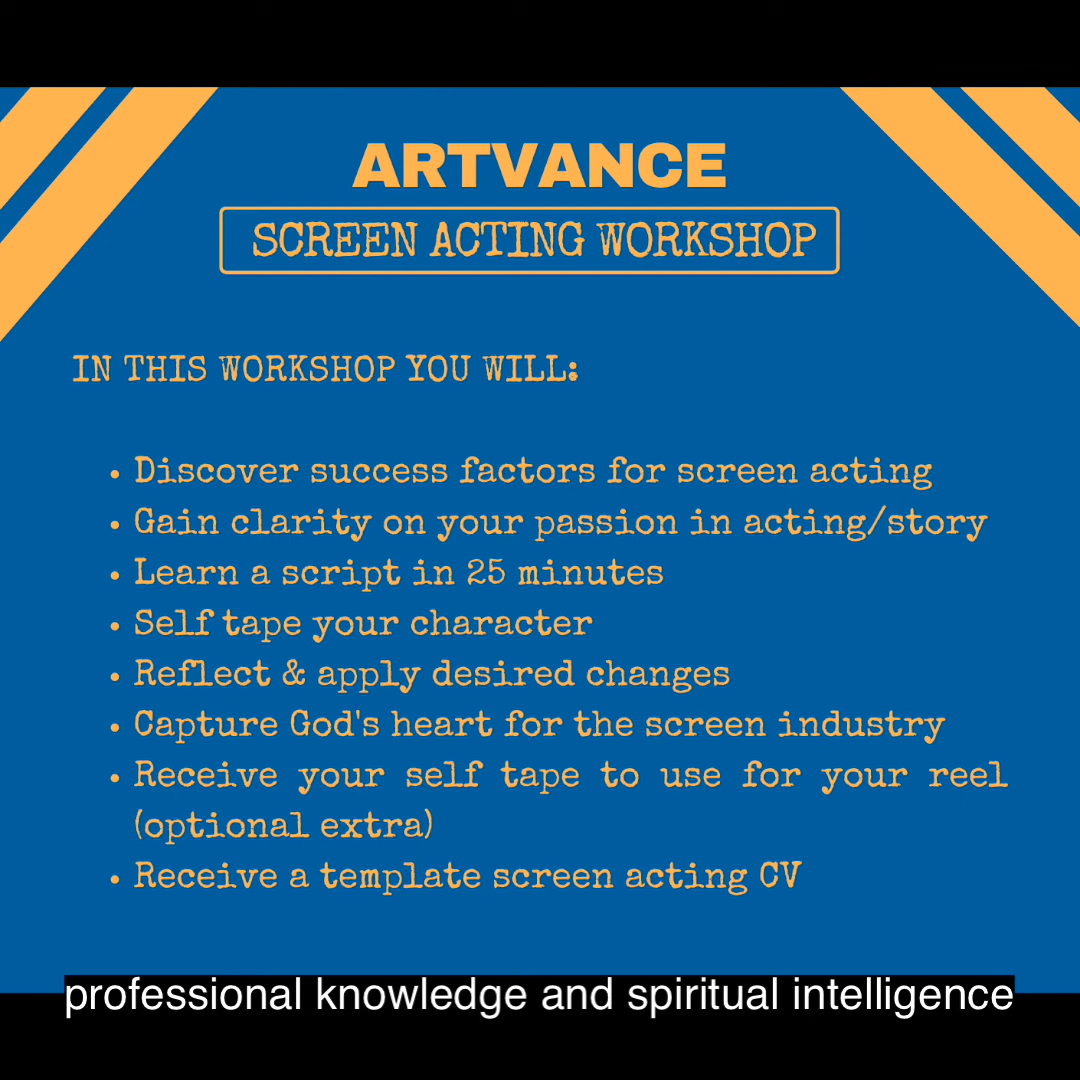 ARTVANCE
SCREEN ACTING WORKSHOP
IN THIS WORKSHOP YOU WILL:
• Discover success factors for screen acting
• Gain clarity on your passion in acting/story
• Learn a script in 25 minutes
• Self tape your character
• Reflect & apply desired changes
• Capture God's heart for the screen industry
• Receive your self tape to use for your reel
(optional extra)
• Receive a template screen acting CV
professional knowledge and spiritual intelligence